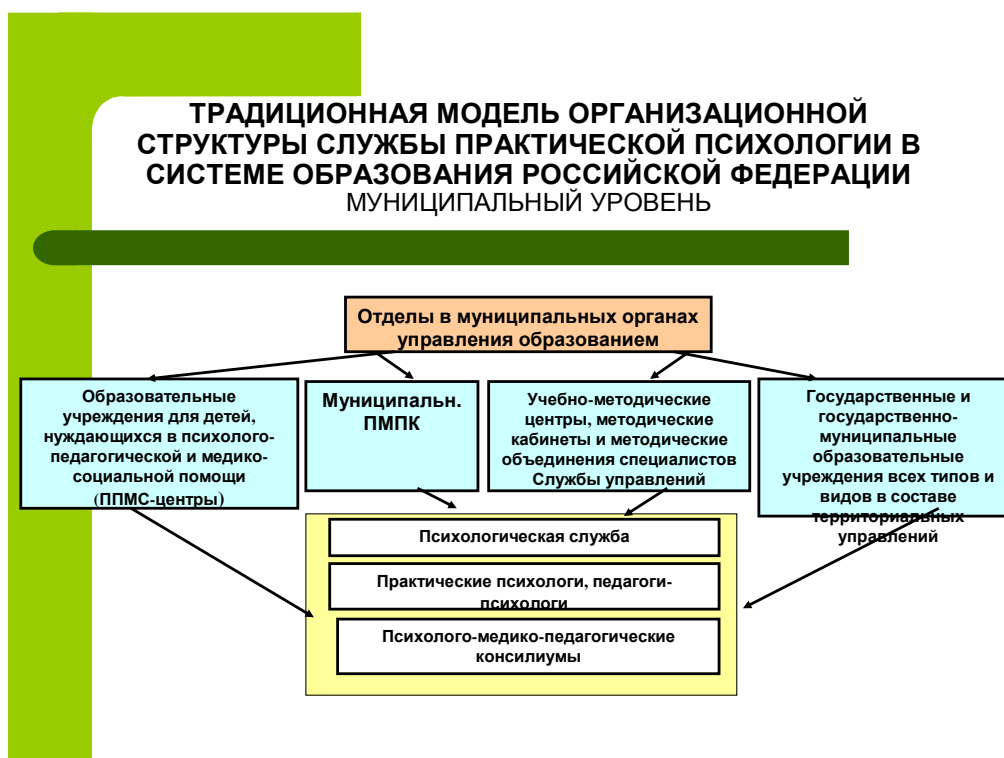 ТРАДИЦИОННАЯ МОДЕЛЬ ОРГАНИЗАЦИОННОЙ
СТРУКТУРЫ СЛУЖБЫ ПРАКТИЧЕСКОЙ ПСИХОЛОГИИ В
СИСТЕМЕ ОБРАЗОВАНИЯ РОССИЙСКОЙ ФЕДЕРАЦИИ
МУНИЦИПАЛЬНЫЙ УРОВЕНЬ
Отделы в муниципальных органах
управления образованием
Образовательные
учреждения для детей,
нуждающихся в психолого-
педагогической и медико-
социальной помощи
(ППМС-центры)
Муниципальн.
ПМПК
Учебно-методические
центры, методические
кабинеты и методические
объединения специалистов
Службы управлений
Государственные и
государственно-
муниципальные
образовательные
учреждения всех типов и
видов в составе
территориальных
управлений
Психологическая служба
Практические психологи, педагоги-
психологи
Психолого-медико-педагогические
консилиумы